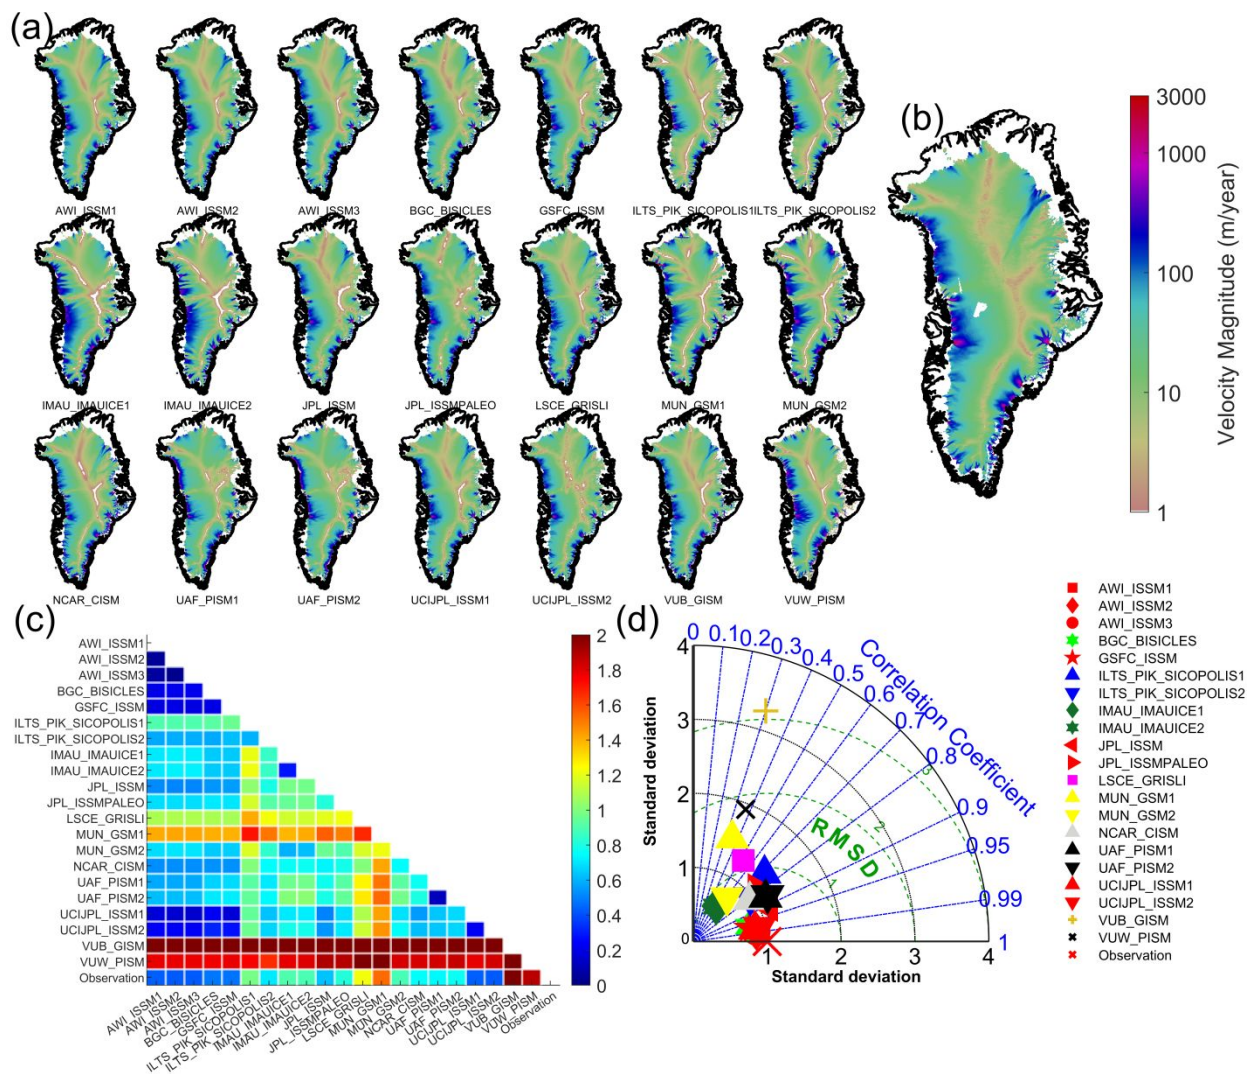 (a)
AWI_ISSM1 AWI_ISSM2 AWI_ISSM3 BGC_BISICLES GSFC_ISSM ILTS_PIK_SICOPOLIS1 ILTS_PIK_SICOPOLIS2
IMAU_IMAUICE1 IMAU_IMAUICE2 JPL_ISSM JPL_ISSMPALEO LSCE_GRISLI MUN_GSM1 MUN_GSM2
NCAR_CISM UAF_PISM1 UAF_PISM2 UCIJPL_ISSM1 UCIJPL_ISSM2 VUB_GISM VUW_PISM
(b)
3000
1000
100
10
1
Velocity Magnitude (m/year)
(c)
AWI_ISSM1
AWI_ISSM2
AWI_ISSM3
BGC_BISICLES
GSFC_ISSM
ILTS_PIK_SICOPOLIS1
ILTS_PIK_SICOPOLIS2
IMAU_IMAUICE1
IMAU_IMAUICE2
JPL_ISSM
JPL_ISSMPALEO
LSCE_GRISLI
MUN_GSM1
MUN_GSM2
NCAR_CISM
UAF_PISM1
UAF_PISM2
UCIJPL_ISSM1
UCIJPL_ISSM2
VUB_GISM
VUW_PISM
Observation
AWI_ISSM1
AWI_ISSM2
AWI_ISSM3
BGC_BISICLES
GSFC_ISSM
ILTS_PIK_SICOPOLIS1
ILTS_PIK_SICOPOLIS2
IMAU_IMAUICE1
IMAU_IMAUICE2
JPL_ISSM
JPL_ISSMPALEO
LSCE_GRISLI
MUN_GSM1
MUN_GSM2
NCAR_CISM
UAF_PISM1
UAF_PISM2
UCIJPL_ISSM1
UCIJPL_ISSM2
VUB_GISM
VUW_PISM
Observation
2
1.8
1.6
1.4
1.2
1
0.8
0.6
0.4
0.2
0
(d)
4
3
2
1
0
Standard deviation
1 2 3 4
Standard deviation
0
0.1
0.2
0.3
0.4
0.5
0.6
0.7
0.8
0.9
0.95
0.99
1
Correlation Coefficient
RMSD
1
2
3
AWI_ISSM1
AWI_ISSM2
AWI_ISSM3
BGC_BISICLES
GSFC_ISSM
ILTS_PIK_SICOPOLIS1
ILTS_PIK_SICOPOLIS2
IMAU_IMAUICE1
IMAU_IMAUICE2
JPL_ISSM
JPL_ISSMPALEO
LSCE_GRISLI
MUN_GSM1
MUN_GSM2
NCAR_CISM
UAF_PISM1
UAF_PISM2
UCIJPL_ISSM1
UCIJPL_ISSM2
VUB_GISM
VUW_PISM
Observation